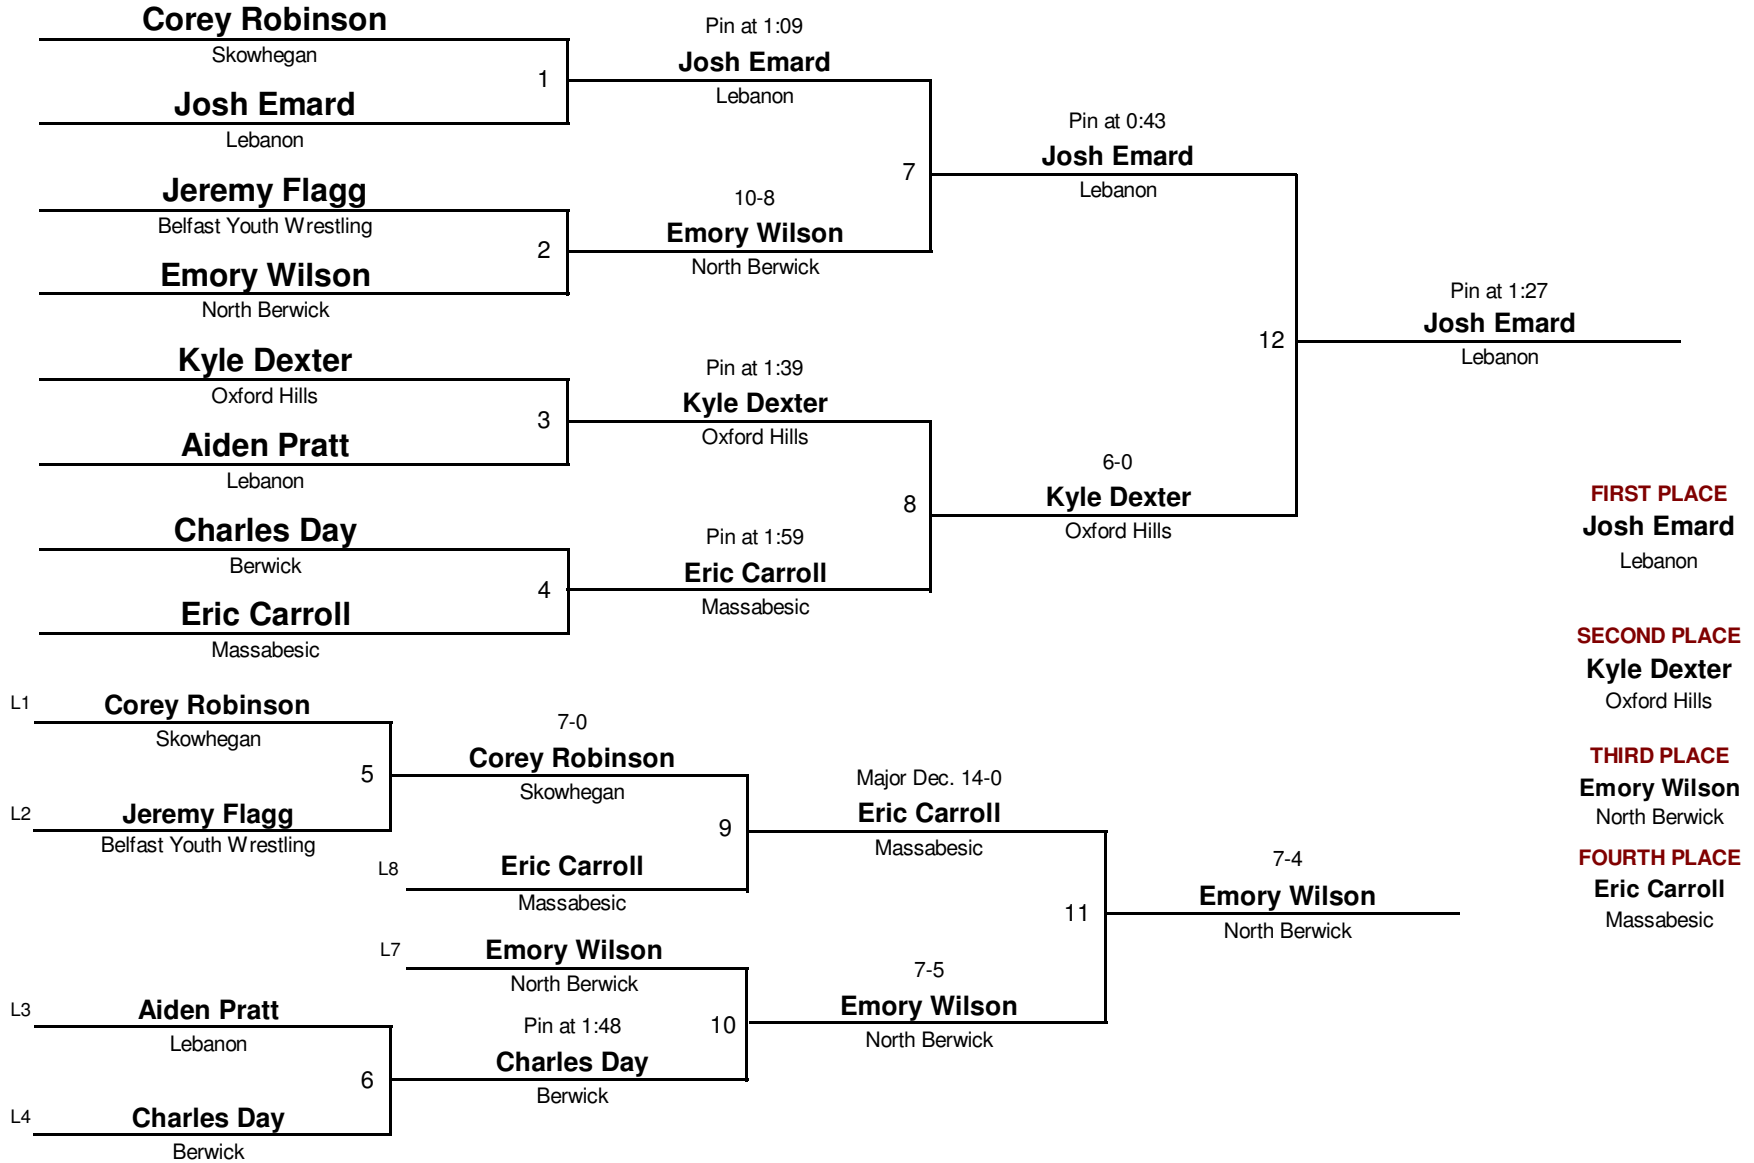 Corey Robinson
Skowhegan
1
Josh Emard
Lebanon
Pin at 1:09
Josh Emard
Lebanon
Jeremy Flagg
Belfast Youth Wrestling
2
Emory Wilson
North Berwick
10-8
Emory Wilson
North Berwick
7
Pin at 0:43
Josh Emard
Lebanon
Kyle Dexter
Oxford Hills
3
Aiden Pratt
Lebanon
Pin at 1:39
Kyle Dexter
Oxford Hills
Charles Day
Berwick
4
Eric Carroll
Massabesic
Pin at 1:59
Eric Carroll
Massabesic
8
6-0
Kyle Dexter
Oxford Hills
12
Pin at 1:27
Josh Emard
Lebanon
FIRST PLACE
Josh Emard
Lebanon
SECOND PLACE
Kyle Dexter
Oxford Hills
THIRD PLACE
Emory Wilson
North Berwick
FOURTH PLACE
Eric Carroll
Massabesic
L1
Corey Robinson
Skowhegan
5
L2
Jeremy Flagg
Belfast Youth Wrestling
7-0
Corey Robinson
Skowhegan
9
L8
Eric Carroll
Massabesic
Major Dec. 14-0
Eric Carroll
Massabesic
L7
Emory Wilson
North Berwick
L3
Aiden Pratt
Lebanon
6
L4
Charles Day
Berwick
Pin at 1:48
Charles Day
Berwick
10
7-5
Emory Wilson
North Berwick
11
7-4
Emory Wilson
North Berwick